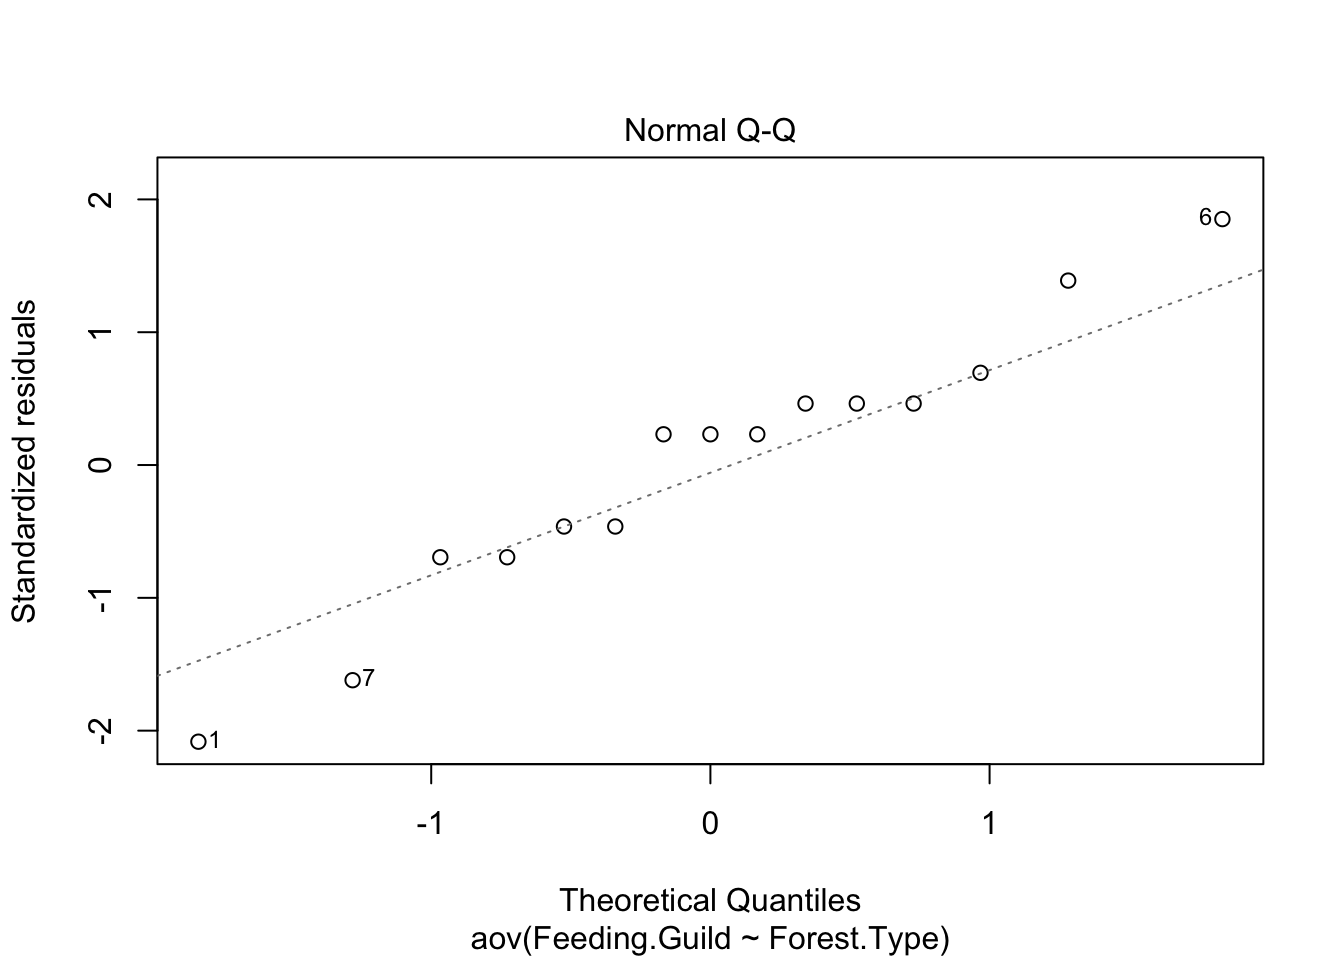 Normal Q-Q
Standardized residuals
2
1
0
-1
-2
6
7
1
-1
0
1
Theoretical Quantiles
aov(Feeding.Guild ~ Forest.Type)